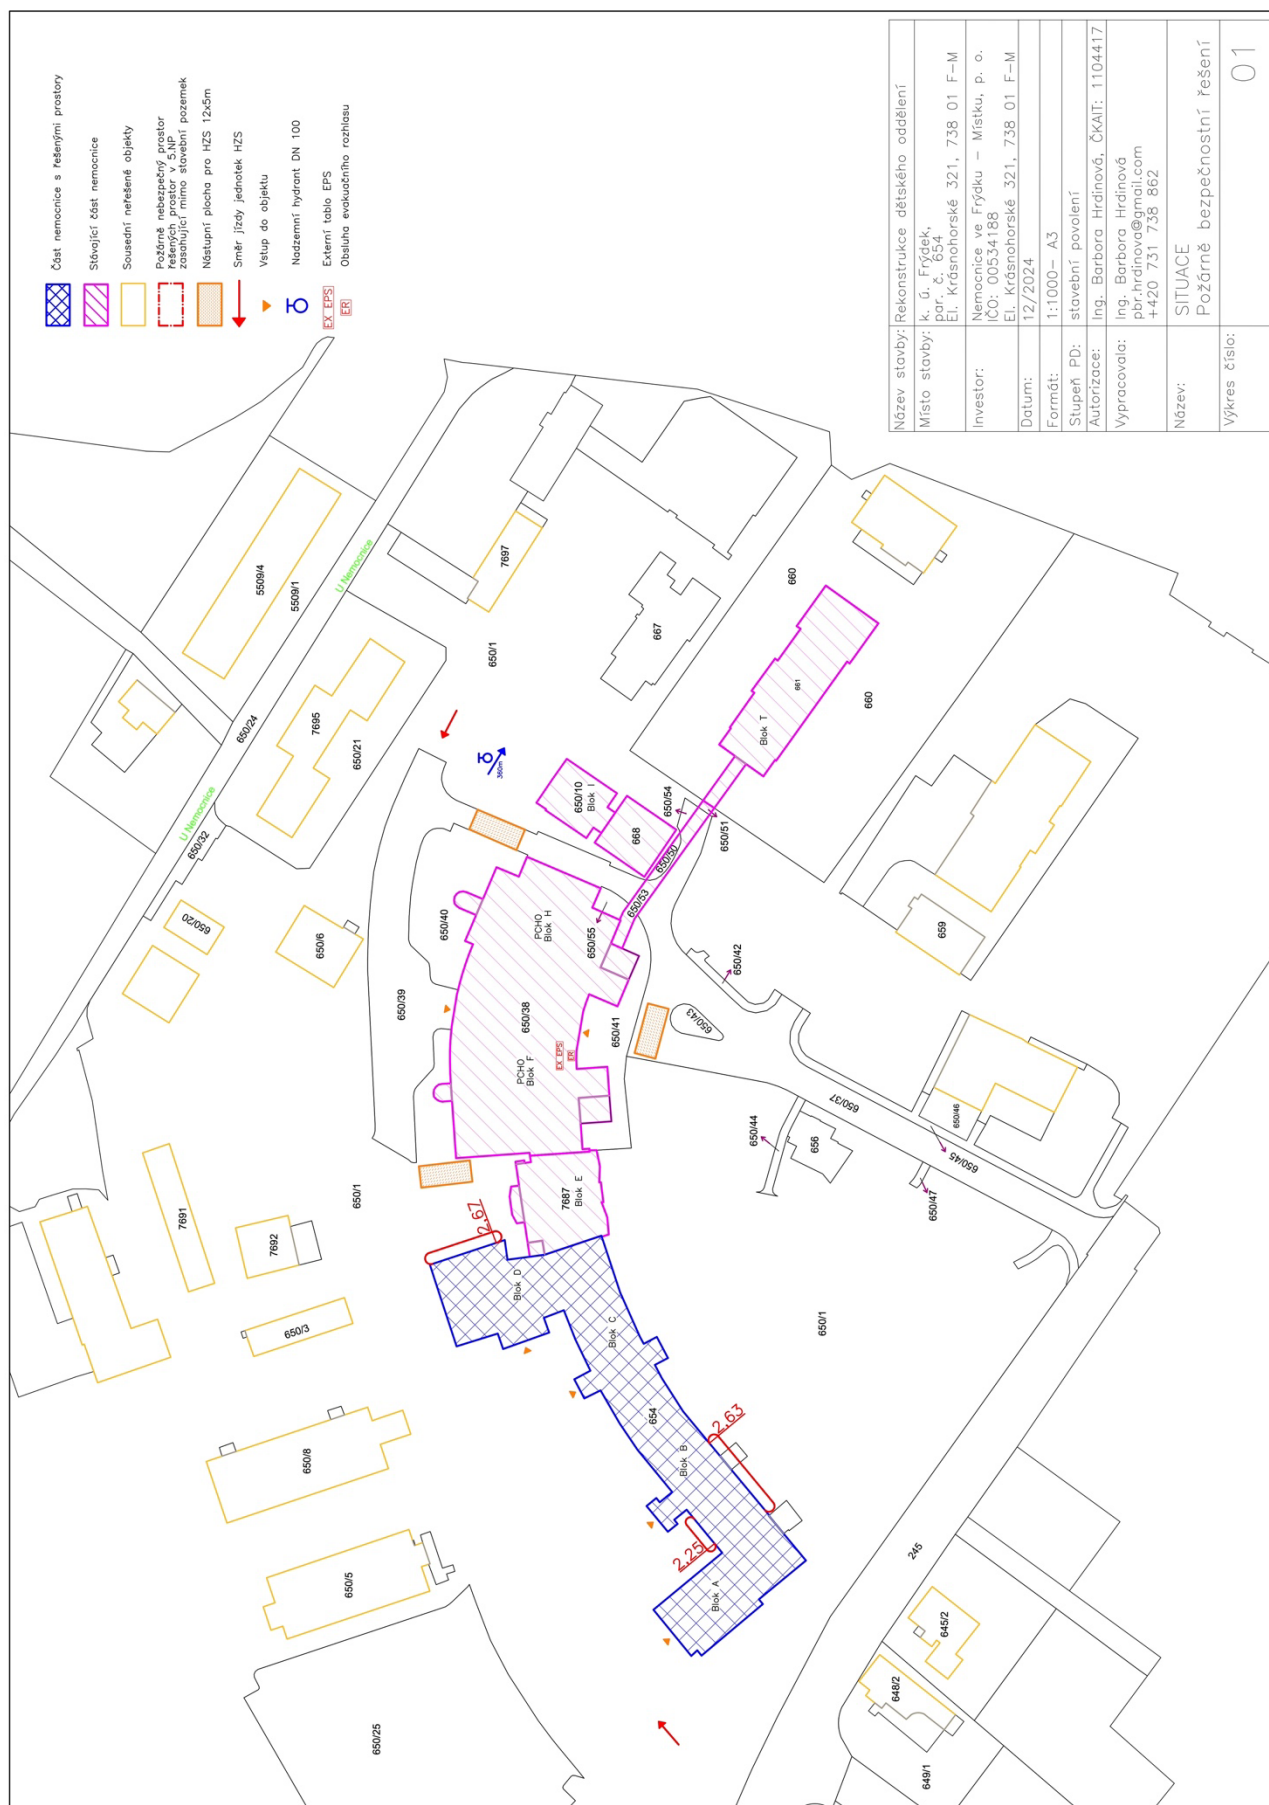 Část nemocnice s řešenými prostory
Stávající část nemocnice
Sousední neřešené objekty
Požárně nebezpečný prostor
řešených prostor v 5.NP
zasahující mimo stavební pozemek
Nástupní plocha pro HZS 12x5m
Směr jízdy jednotek HZS
Vstup do objektu
Nadzemní hydrant DN 100
EX EPS Externí tablo EPS
ER Obsluha evakuačního rozhlasu
Název stavby: Rekonstrukce dětského oddělení
Místo stavby: k. ú. Frýdek,
par. č. 654
El. Krásnohorské 321, 738 01 F-M
Investor: Nemocnice ve Frýdku - Místku, p. o.
IČO: 00534188
El. Krásnohorské 321, 738 01 F-M
Datum: 12/2024
Formát: 1:1000- A3
Stupeň PD: stavební povolení
Autorizace: Ing. Barbora Hrdinová, ČKAIT: 1104417
Vypracovala: Ing. Barbora Hrdinová
pbr.hrdinova@gmail.com
+420 731 738 862
Název: SITUACE
Požárně bezpečnostní řešení
Výkres číslo: 01
5509/4
5509/1
U Nemocnice
7697
650/1
667
660
660
661
Blok T
650/24
7695
650/21
U Nemocnice
650/32
650/20
650/6
360m
650/10
Blok I
668
650/54
650/51
650/50
650/53
650/55
650/40
PCHO
Blok H
650/39
650/38
PCHO
Blok F
EX EPS
ER
650/41
650/42
650/43
659
650/37
650/44
656
650/46
650/45
650/47
650/1
7691
7692
650/3
7687
Blok E
2,67
Blok D
Blok C
650/1
654
Blok B
2,63
2,25
Blok A
650/8
650/5
650/25
245
645/2
648/2
649/1